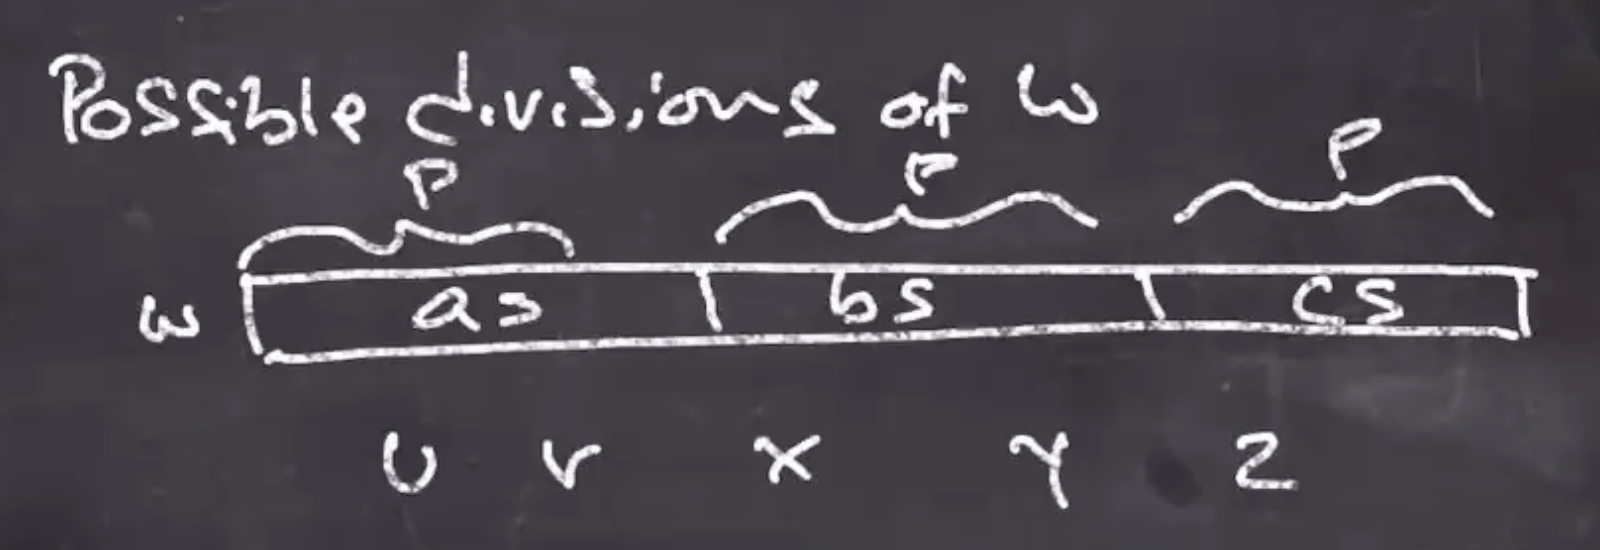 Possible divisions of w
P P P
w as bs cs
U V X Y Z